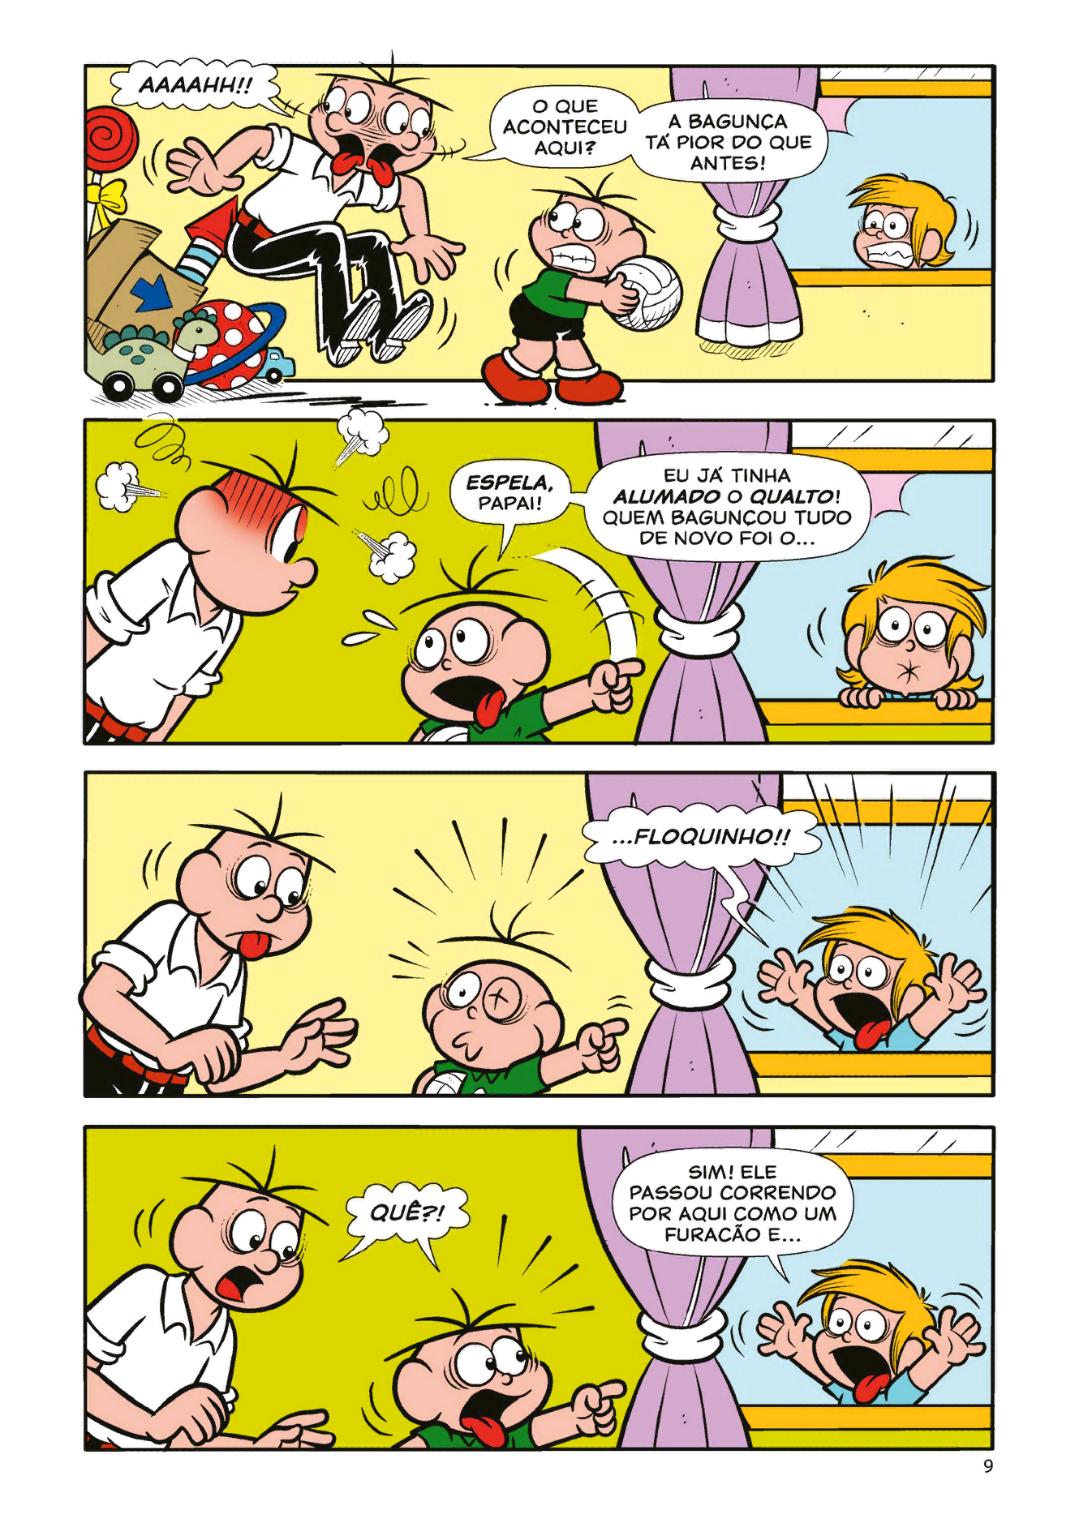 AAAAHH!!
O QUE
ACONTECEU
AQUI?
A BAGUNÇA
TÁ PIOR DO QUE
ANTES!
ESPELA,
PAPAI!
EU JÁ TINHA
ALUMADO O QUALTO!
QUEM BAGUNÇOU TUDO
DE NOVO FOI O...
...FLOQUINHO!!
QUÊ?!
SIM! ELE
PASSOU CORRENDO
POR AQUI COMO UM
FURACÃO E...
9